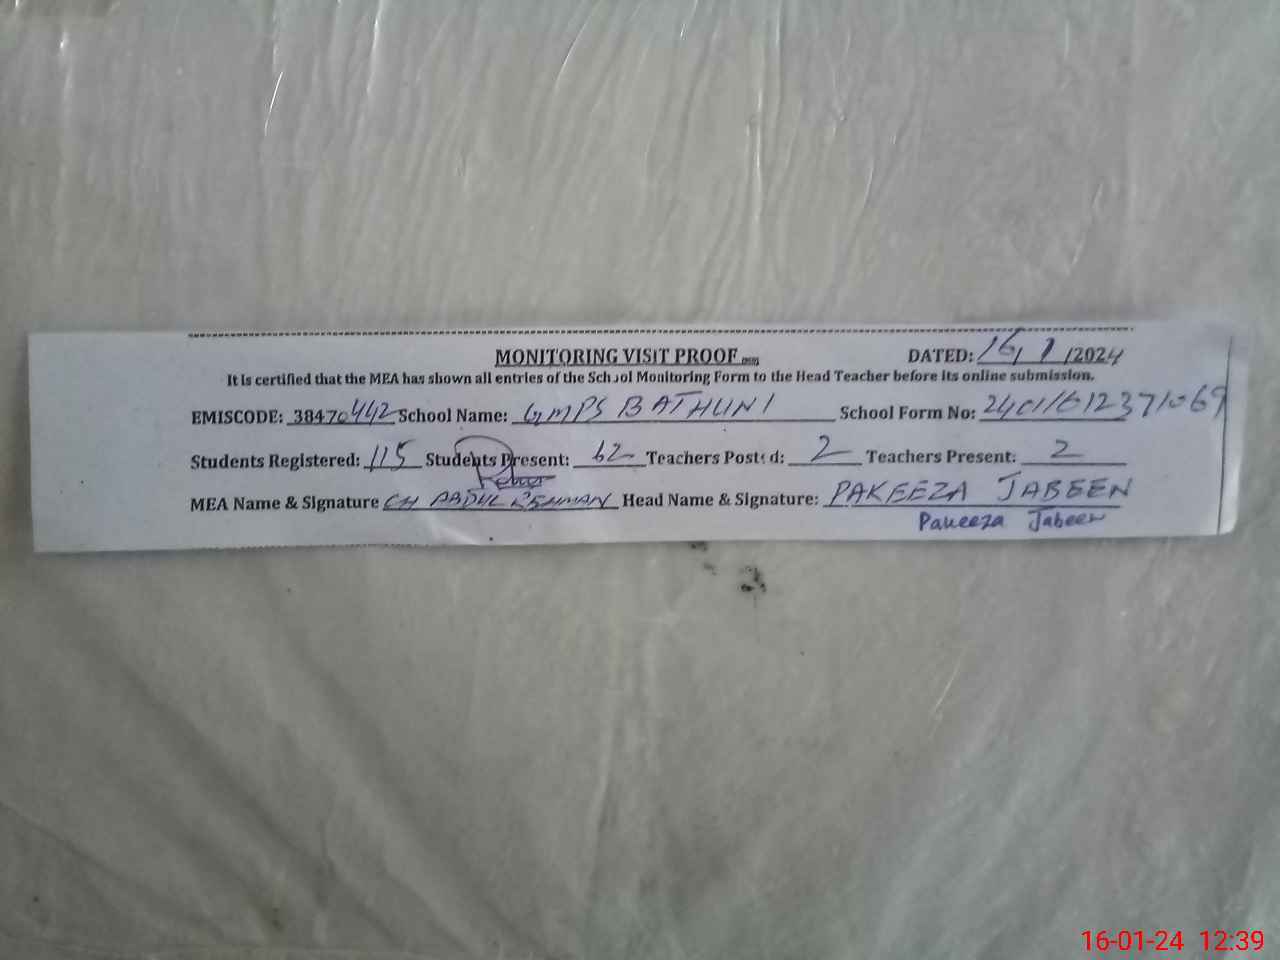 MONITORING VISIT PROOF DATED: 16/1/2024
It is certified that the MEA has shown all entries of the School Monitoring Form to the Head Teacher before its online submission.
EMISCODE: 38470442 School Name: GMPS BATHUNI School Form No: 24011612371069
Students Registered: 115 Students Present: 62 Teachers Posted: 2 Teachers Present: 2
MEA Name & Signature CH ABDUL REHMAN Head Name & Signature: PAKEEZA JABEEN
Pakeeza Jabeen
16-01-24 12:39